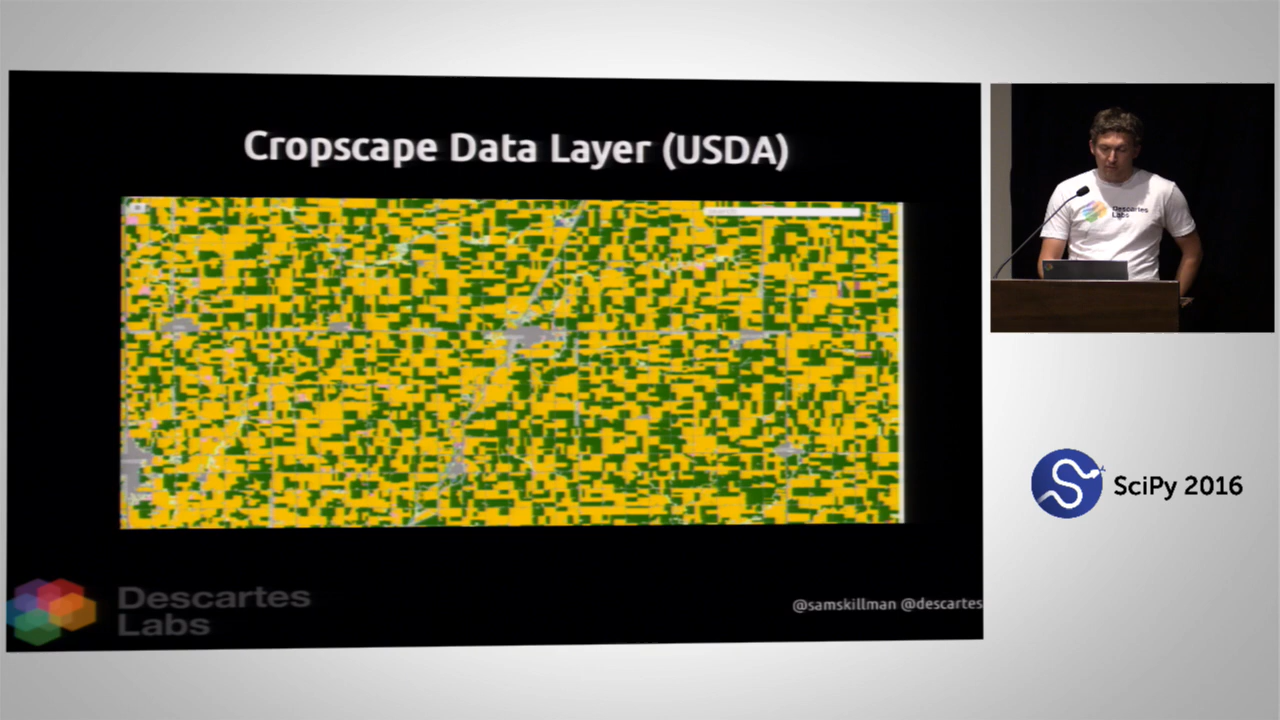 Cropscape Data Layer (USDA)
Descartes
Labs
@samskillman @descartes
Descartes
Labs
SciPy 2016